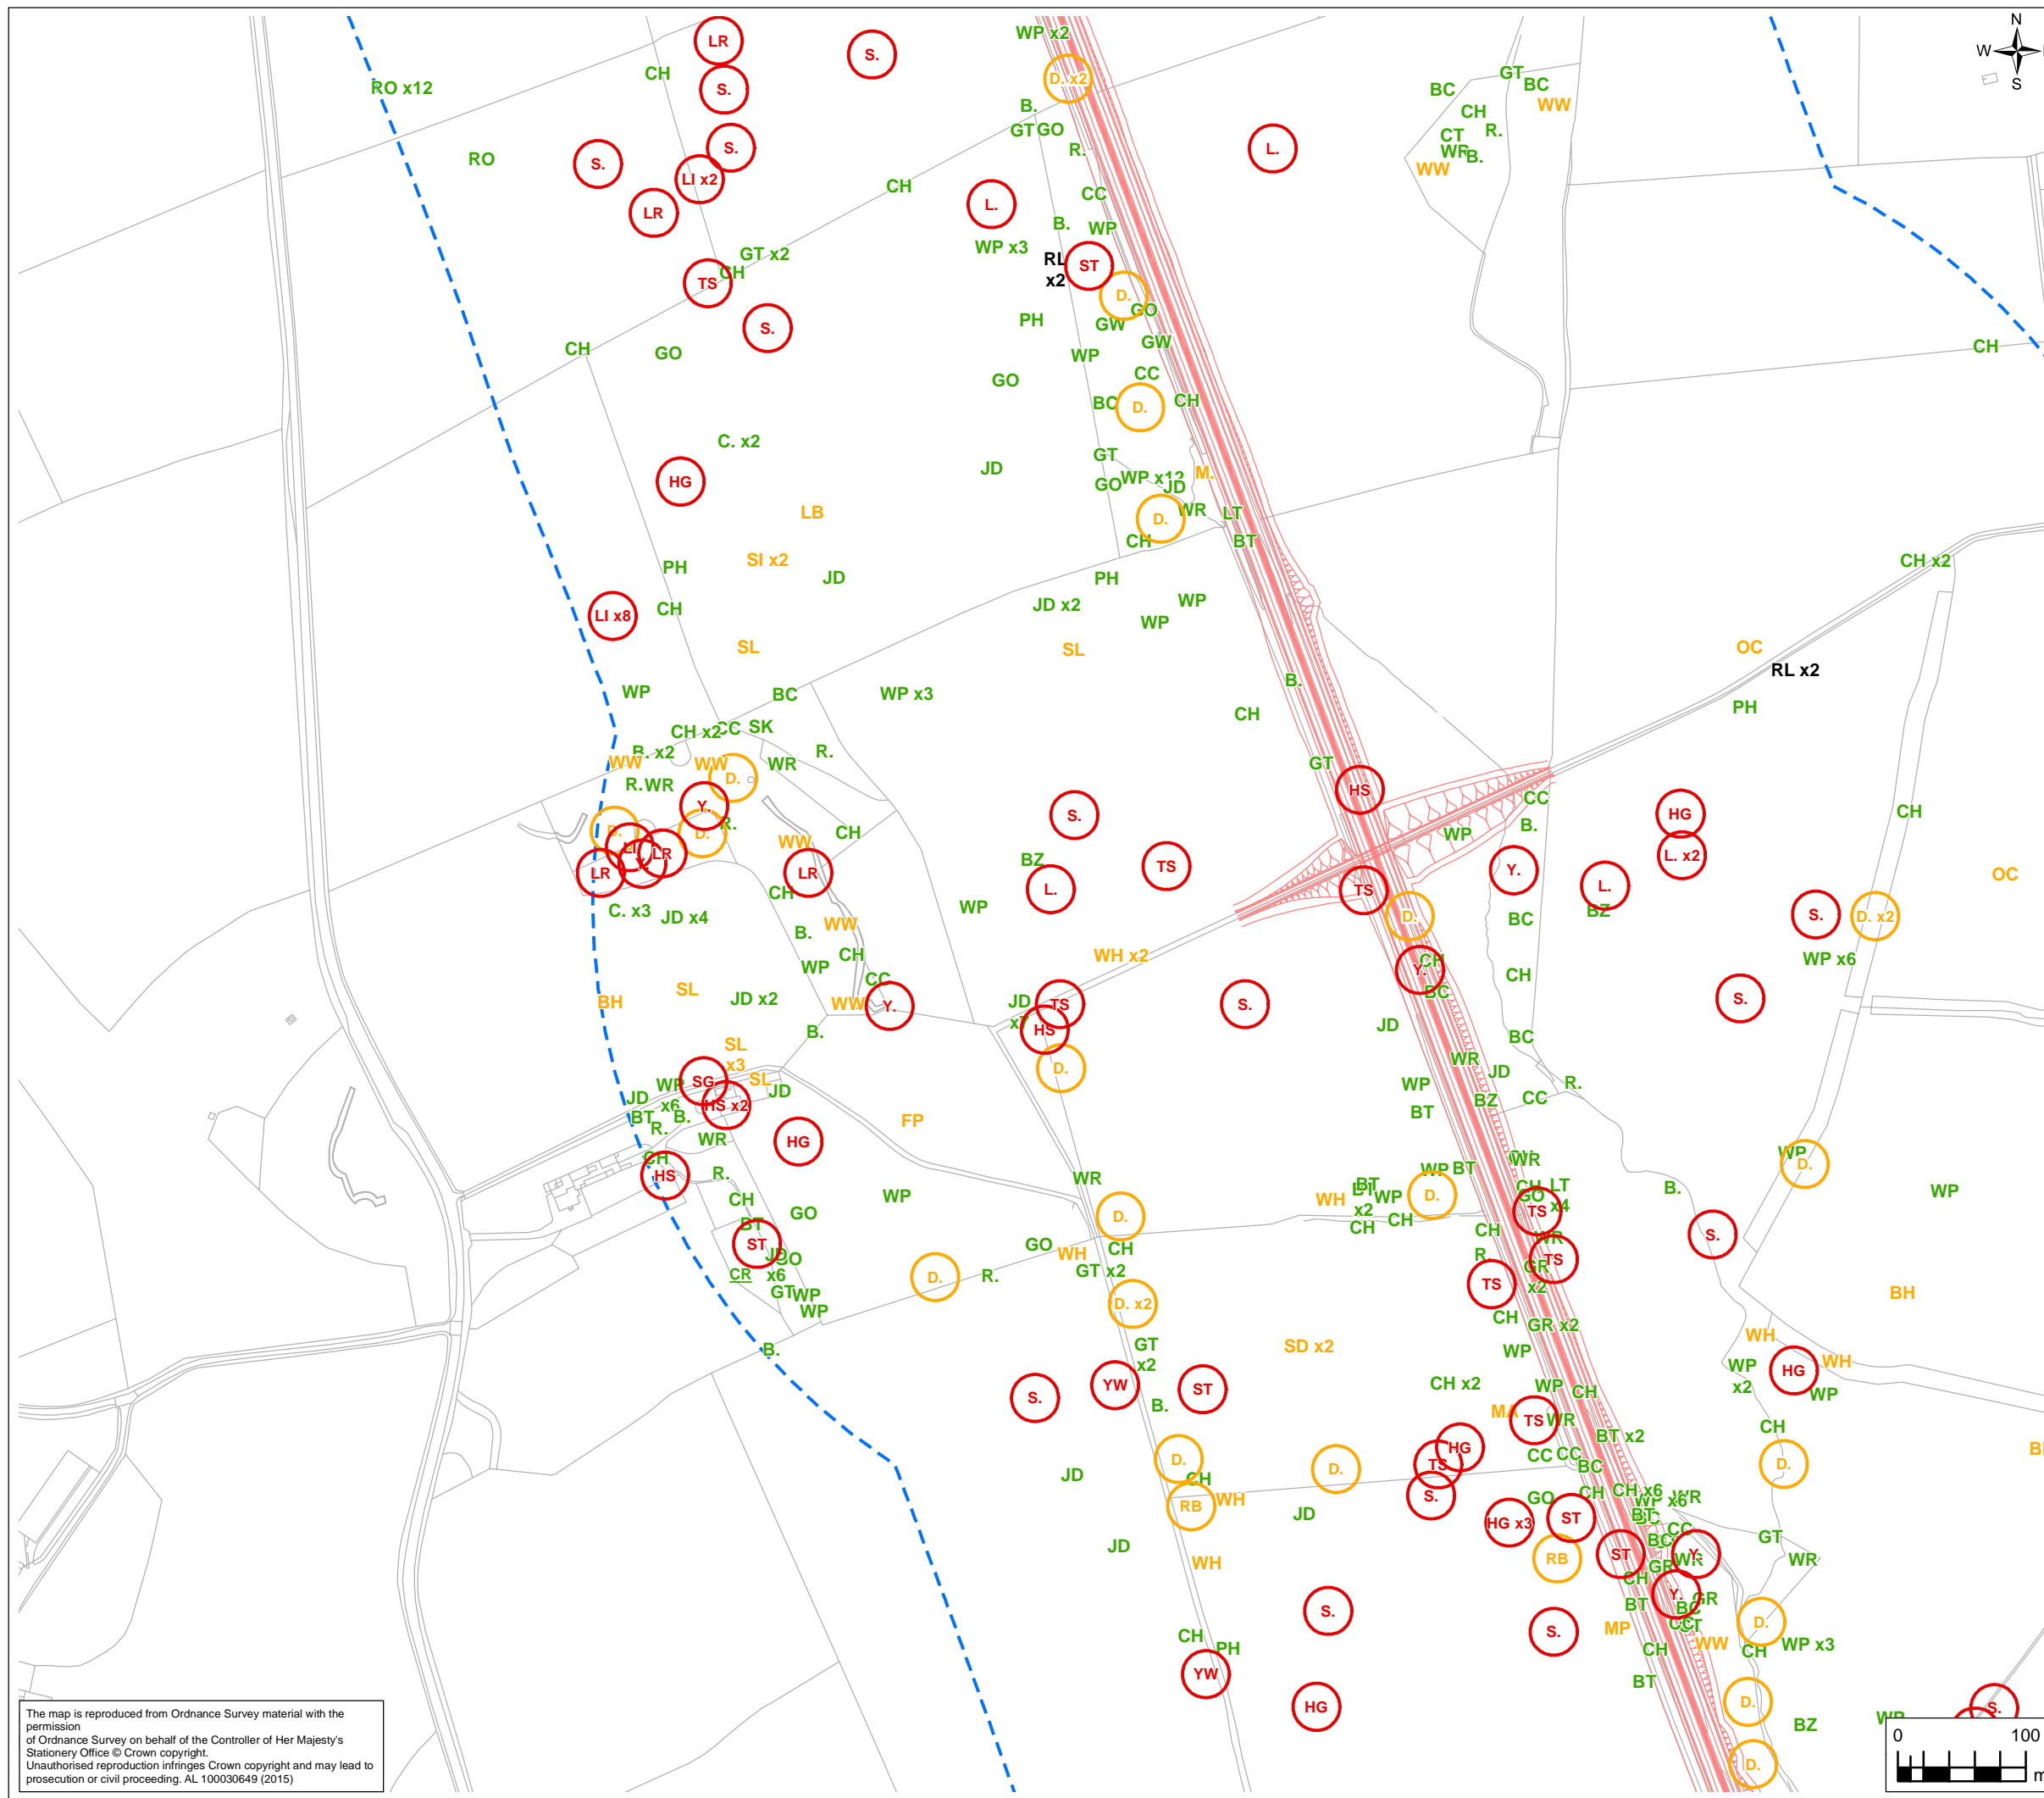 LR
S.
WP x2
N
W
S
D. x2
CH
RO x12
S.
GT
BC
BC
WW
B.
CH
GT
GO
R.
CT
WR
B.
R.
S.
L.
RO
S.
LI x2
WW
CH
CC
L.
LR
B.
WP
WP x3
GT x2
RL
x2
ST
CH
TS
D.
GO
S.
PH
GW
GW
CH
GO
WP
CH
CC
GO
BC
D.
CH
C. x2
GT
JD
M.
HG
WP x12
GO
JD
LB
WR
LT
D.
CH
BT
SI x2
CH x2
PH
JD
PH
JD x2
WP
CH
LI x8
WP
SL
SL
OC
RL x2
B.
WP
BC
WP x3
PH
CH
CH x2
CC
SK
B. x2
R.
WW
WW
WR
GT
R.
WR
D.
HS
CC
Y.
S.
HG
CH
D.
R.
D.
CH
WP
B.
WW
LI
LR
Y.
L. x2
BZ
TS
LR
LR
Y.
OC
L.
L.
TS
CH
C. x3
JD x4
WP
BZ
BC
S.
D.
D. x2
WW
B.
CH
WH x2
CH
Y.
WP x6
WP
CC
CH
BC
BH
SL
JD x2
WW
Y.
JD
x7
TS
S.
S.
HS
B.
JD
BC
SL
x3
WR
D.
SL
SG
WP
x6
JD
WP
JD
R.
JD
HS x2
BZ
CC
BT
B.
BT
R.
FP
WR
HG
WP
CH
WR
BT
WP
D.
HS
R.
WR
CH
WP
WH
BT
x2
BT
WP
D.
CH
GO
LT
x4
B.
WP
GO
D.
CH
CH
CH
TS
BT
ST
GO
CH
WH
R.
WR
TS
S.
JD
x6
GO
CR
D.
R.
GT x2
GR
x2
TS
GT
WP
WP
D. x2
CH
GR x2
BH
B.
GT
x2
SD x2
WP
WH
WH
WP
x2
HG
YW
ST
CH x2
WP
CH
WP
S.
B.
MA
TS
WR
CH
BT x2
HG
TS
CC
CC
D.
D.
D.
JD
CH
BC
RB
WH
S.
GO
CH
CH x6
WP x6
WR
JD
HG x3
ST
BT
CC
GT
JD
WH
RB
ST
BC
WR
Y.
WR
GR
CH
BT
Y.
GR
BC
S.
S.
MP
D.
WW
WP x3
CH
CH
CH
PH
BT
YW
HG
D.
BZ
S.
D.
The map is reproduced from Ordnance Survey material with the
permission
of Ordnance Survey on behalf of the Controller of Her Majesty's
Stationery Office © Crown copyright.
Unauthorised reproduction infringes Crown copyright and may lead to
prosecution or civil proceeding. AL 100030649 (2015)
0
100